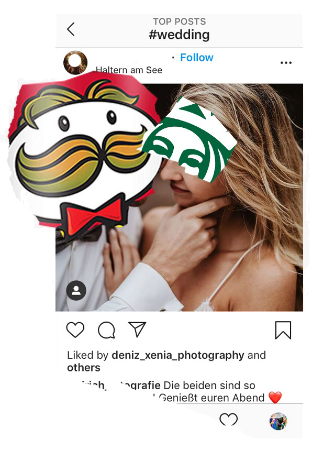 TOP POSTS
#wedding
· Follow
Haltern am See
Liked by deniz_xenia_photography and
others
Die beiden sind so
! Genießt euren Abend ❤️